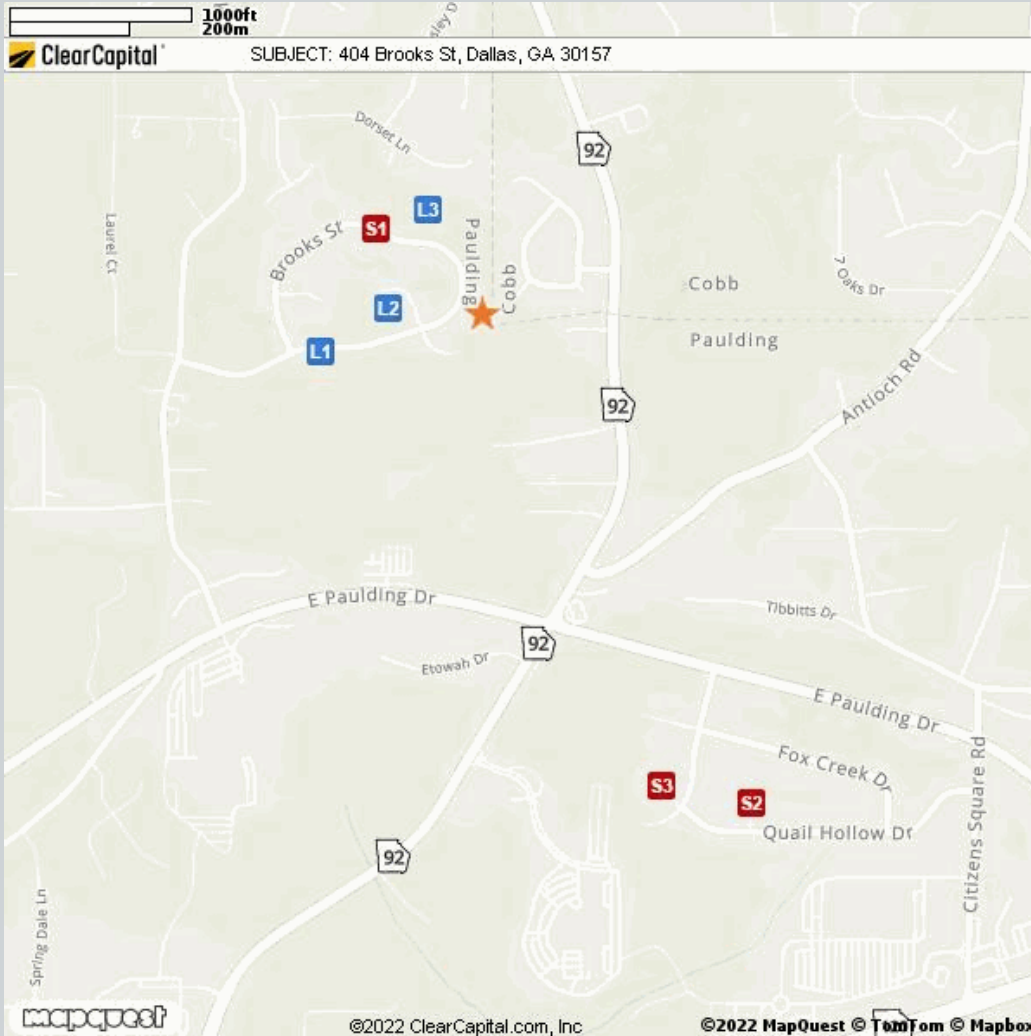 1000ft
200m
ClearCapital
SUBJECT: 404 Brooks St, Dallas, GA 30157
Dorset Ln
92
Laurel Ct
L3
S1
Brooks St
Paulding
Cobb
7 Oaks Dr
Cobb
L2
Paulding
L1
Antioch Rd
92
E Paulding Dr
Tibbitts Dr
92
Etowah Dr
E Paulding Dr
Fox Creek Dr
S3
S2
Quail Hollow Dr
Citizens Square Rd
92
Spring Dale Ln
mapquest
©2022 ClearCapital.com, Inc
©2022 MapQuest © TomTom © Mapbox